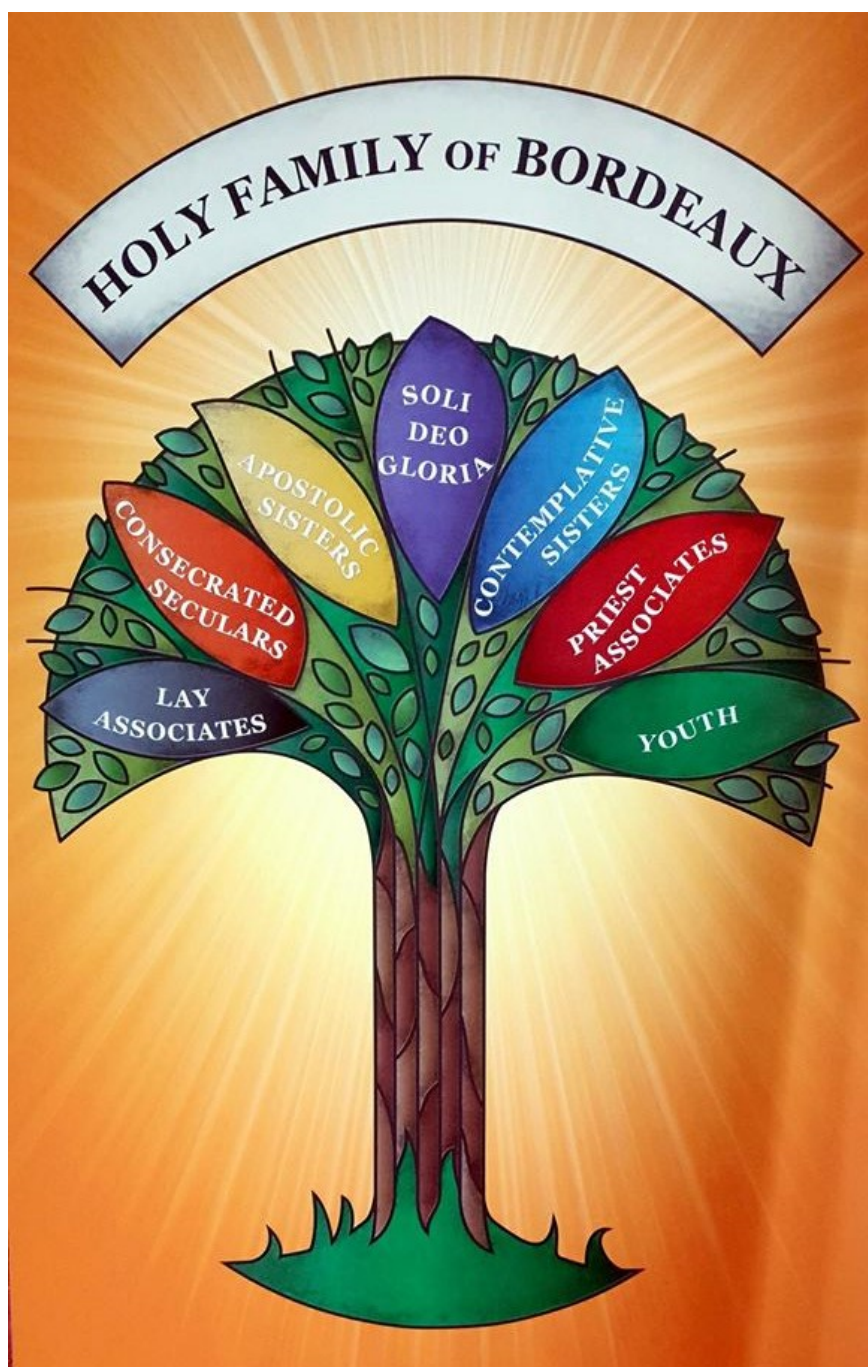 HOLY FAMILY OF BORDEAUX
SOLI
DEO
GLORIA
APOSTOLIC
SISTERS
CONTEMPLATIVE
SISTERS
CONSECRATED
SECULARS
PRIEST
ASSOCIATES
LAY
ASSOCIATES
YOUTH